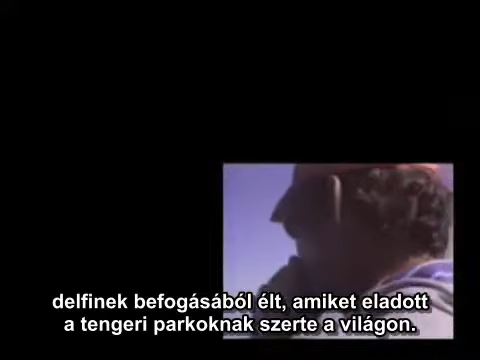 delfinek befogásából élt, amiket eladott
a tengeri parkoknak szerte a világon.